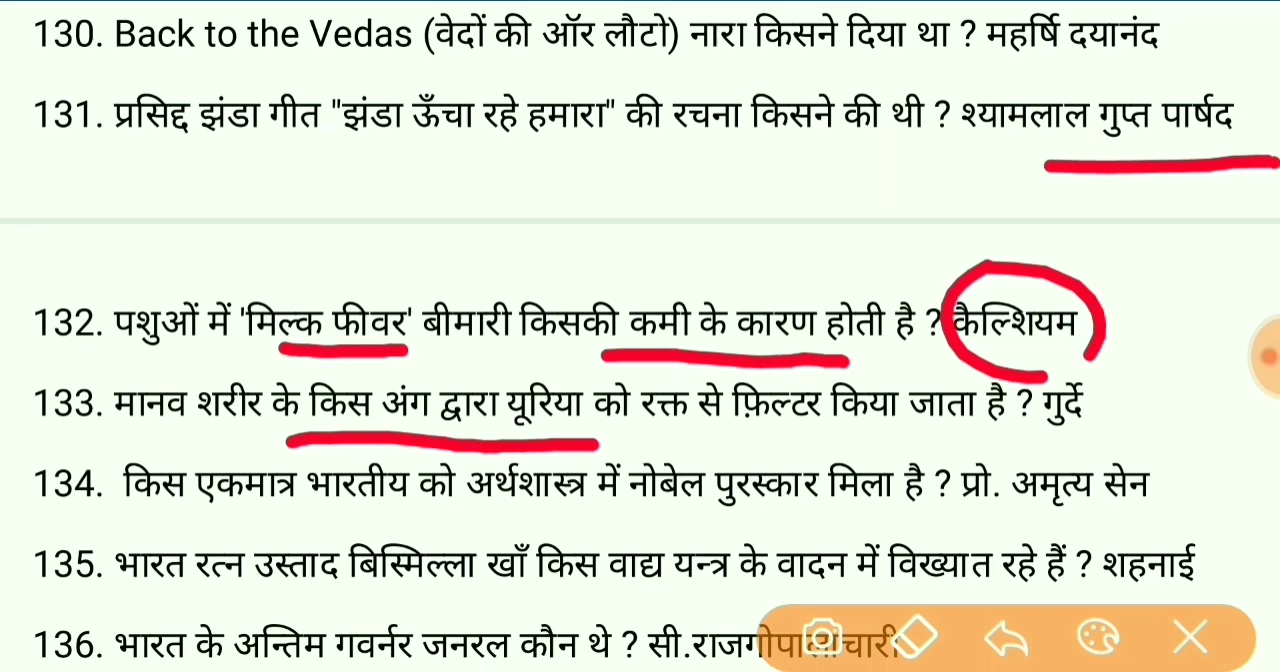 130. Back to the Vedas (वेदों की ऑर लौटो) नारा किसने दिया था ? महर्षि दयानंद
131. प्रसिद्द झंडा गीत "झंडा ऊँचा रहे हमारा" की रचना किसने की थी ? श्यामलाल गुप्त पार्षद
132. पशुओं में 'मिल्क फीवर' बीमारी किसकी कमी के कारण होती है ? कैल्शियम
133. मानव शरीर के किस अंग द्वारा यूरिया को रक्त से फ़िल्टर किया जाता है ? गुर्दे
134. किस एकमात्र भारतीय को अर्थशास्त्र में नोबेल पुरस्कार मिला है ? प्रो. अमृत्य सेन
135. भारत रत्न उस्ताद बिस्मिल्ला खाँ किस वाद्य यन्त्र के वादन में विख्यात रहे हैं ? शहनाई
136. भारत के अन्तिम गवर्नर जनरल कौन थे ? सी.राजगोपालाचारी